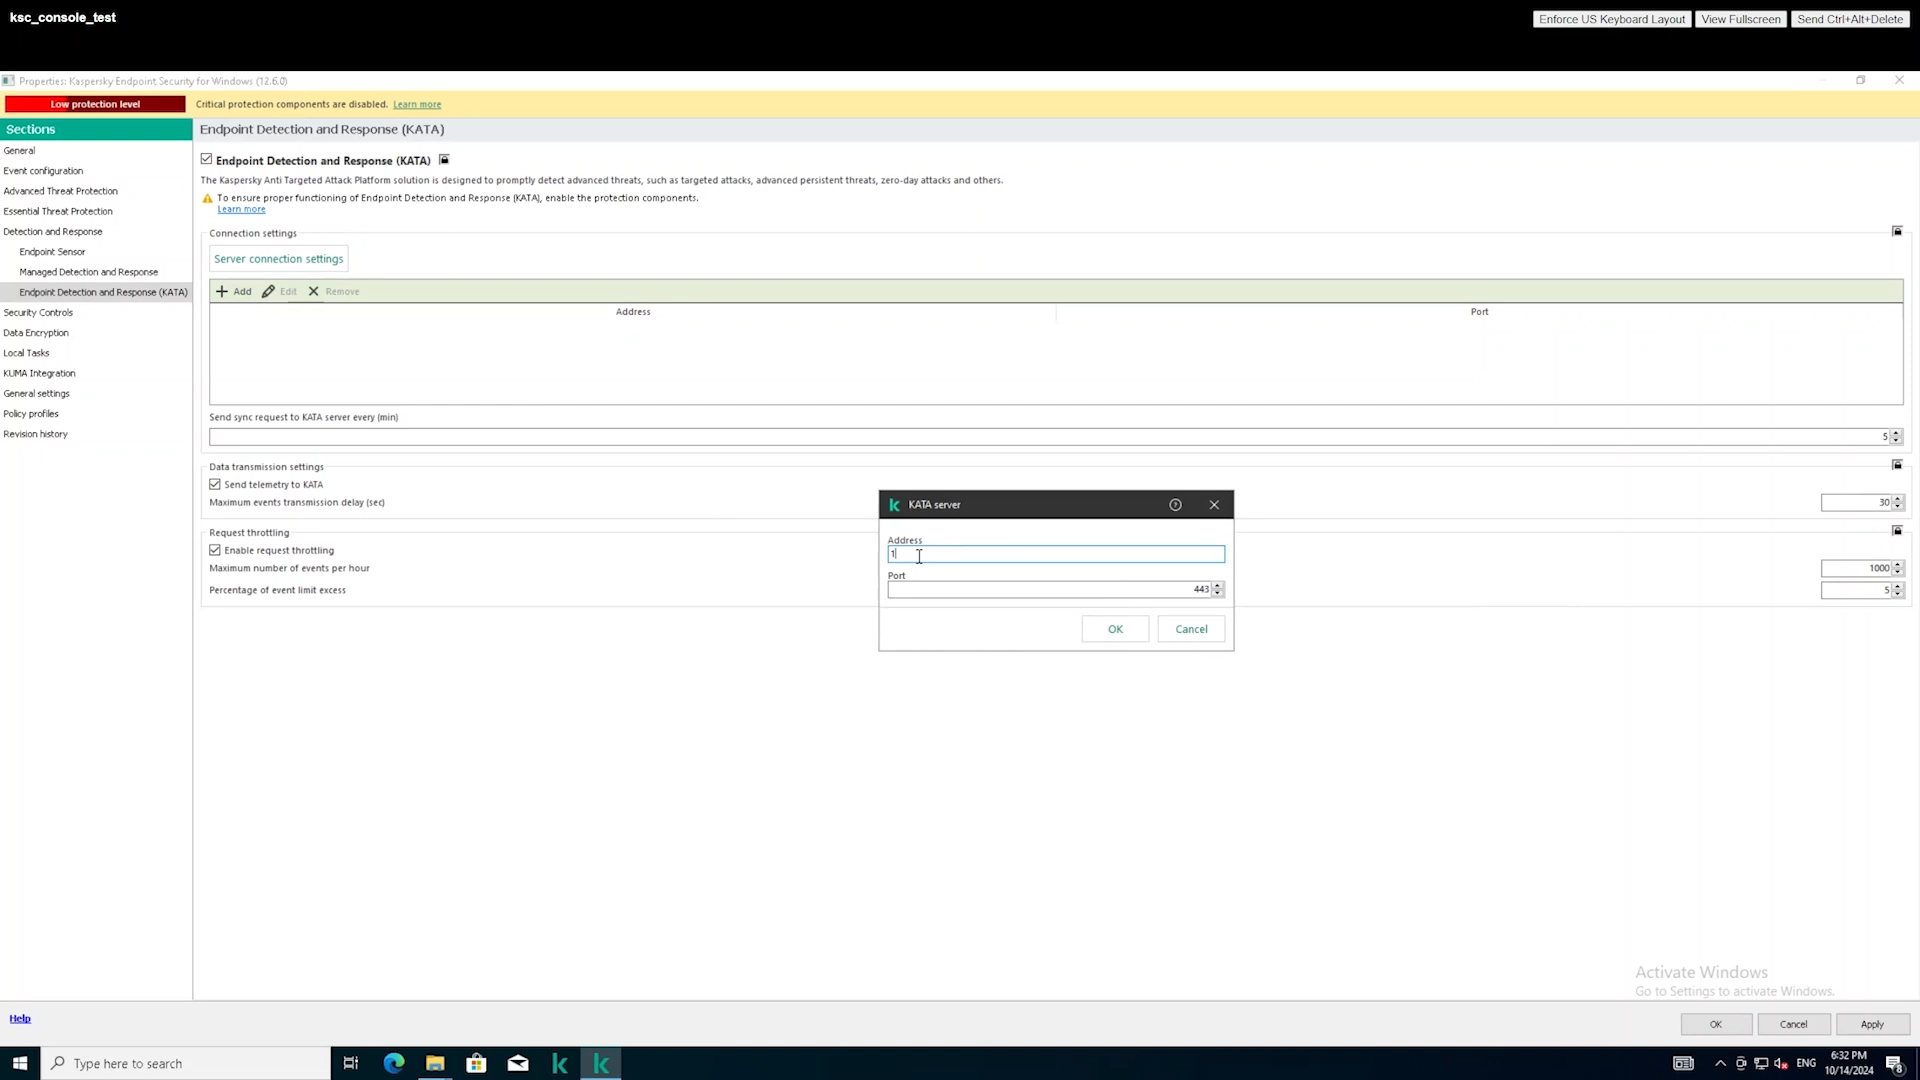 ksc_console_test
Enforce US Keyboard Layout
View Fullscreen
Send Ctrl+Alt+Delete
Properties: Kaspersky Endpoint Security for Windows (12.6.0)
Low protection level
Critical protection components are disabled. Learn more
Sections
General
Event configuration
Advanced Threat Protection
Essential Threat Protection
Detection and Response
Endpoint Sensor
Managed Detection and Response
Endpoint Detection and Response (KATA)
Security Controls
Data Encryption
Local Tasks
KUMA Integration
General settings
Policy profiles
Revision history
Endpoint Detection and Response (KATA)
Endpoint Detection and Response (KATA)
The Kaspersky Anti Targeted Attack Platform solution is designed to promptly detect advanced threats, such as targeted attacks, advanced persistent threats, zero-day attacks and others.
To ensure proper functioning of Endpoint Detection and Response (KATA), enable the protection components.
Learn more
Connection settings
Server connection settings
Add Edit Remove
Address Port
Send sync request to KATA server every (min)
5
Data transmission settings
Send telemetry to KATA
Maximum events transmission delay (sec) 30
Request throttling
Enable request throttling
Maximum number of events per hour 1000
Percentage of event limit excess 5
KATA server
Address
1
Port
443
OK Cancel
Activate Windows
Go to Settings to activate Windows.
Help
OK Cancel Apply
Type here to search
ENG
6:32 PM
10/14/2024
8